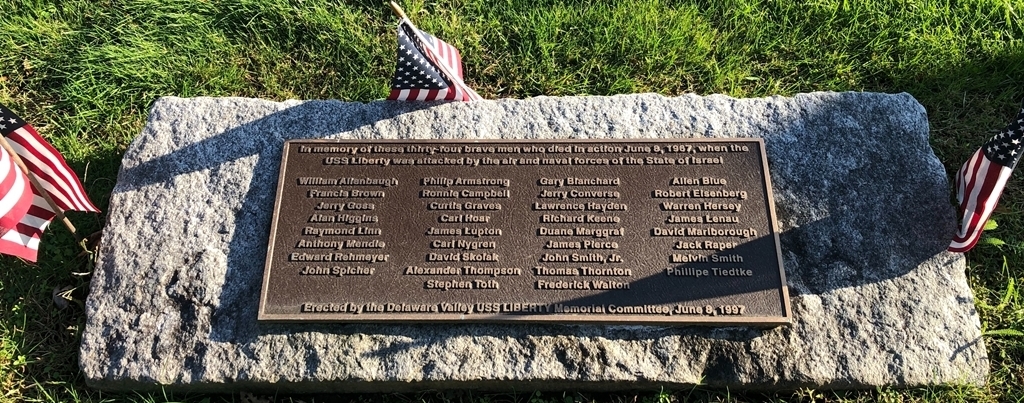 In memory of these thirty-four brave men who died in action June 8, 1967, when the
USS Liberty was attacked by the air and naval forces of the State of Israel
William Allenbaugh Philip Armstrong Gary Blanchard Allen Blue
Francis Brown Ronnie Campbell Jerry Converse Robert Eisenberg
Jerry Goss Curtis Graves Lawrence Hayden Warren Hersey
Alan Higgins Carl Hoar Richard Keene James Lenau
Raymond Linn James Lupton Duane Marggraf David Marlborough
Anthony Mendle Carl Nygren James Pierce Jack Raper
Edward Rehmeyer David Skolak John Smith, Jr. Melvin Smith
John Spicher Alexander Thompson Thomas Thornton Phillipe Tiedtke
Stephen Toth Frederick Walton
Erected by the Delaware Valley USS LIBERTY Memorial Committee, June 8, 1997